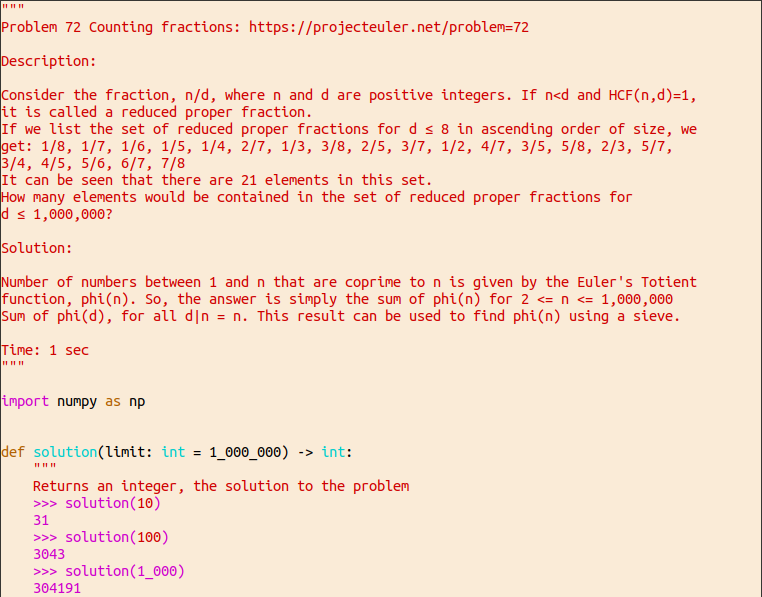 """
Problem 72 Counting fractions: https://projecteuler.net/problem=72
Description:
Consider the fraction, n/d, where n and d are positive integers. If n<d and HCF(n,d)=1,
it is called a reduced proper fraction.
If we list the set of reduced proper fractions for d ≤ 8 in ascending order of size, we
get: 1/8, 1/7, 1/6, 1/5, 1/4, 2/7, 1/3, 3/8, 2/5, 3/7, 1/2, 4/7, 3/5, 5/8, 2/3, 5/7,
3/4, 4/5, 5/6, 6/7, 7/8
It can be seen that there are 21 elements in this set.
How many elements would be contained in the set of reduced proper fractions for
d ≤ 1,000,000?
Solution:
Number of numbers between 1 and n that are coprime to n is given by the Euler's Totient
function, phi(n). So, the answer is simply the sum of phi(n) for 2 <= n <= 1,000,000
Sum of phi(d), for all d|n = n. This result can be used to find phi(n) using a sieve.
Time: 1 sec
"""
import numpy as np
def solution(limit: int = 1_000_000) -> int:
    """
    Returns an integer, the solution to the problem
    >>> solution(10)
    31
    >>> solution(100)
    3043
    >>> solution(1_000)
    304191